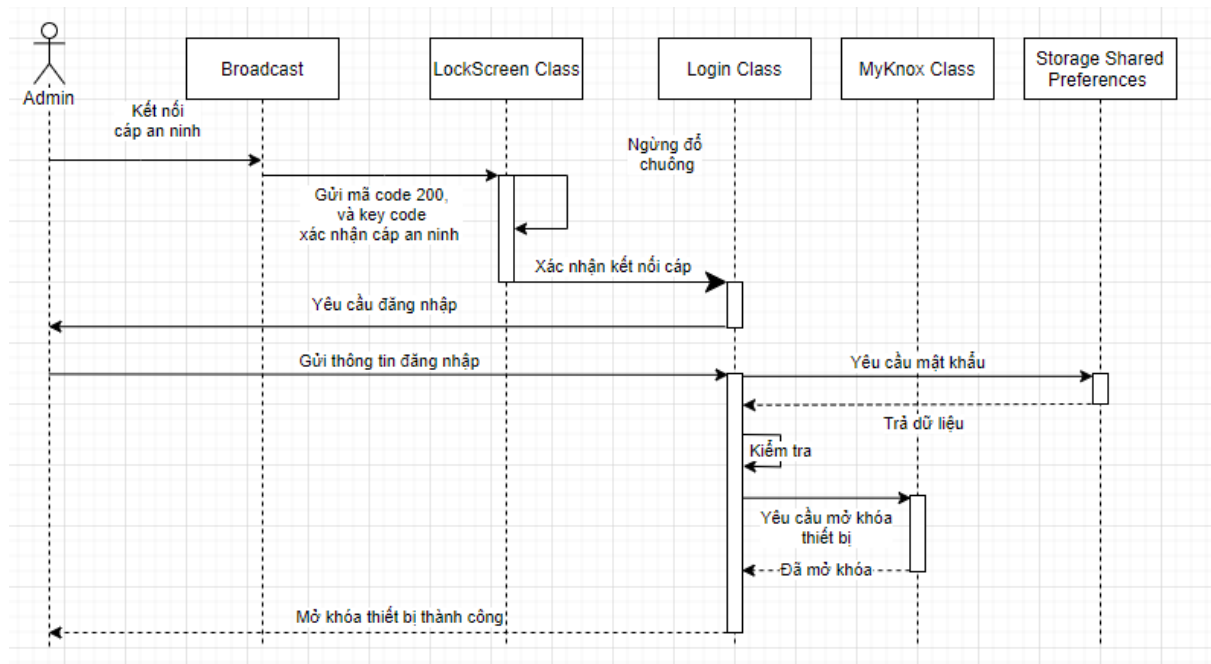 Broadcast
LockScreen Class
Login Class
MyKnox Class
Storage Shared
Preferences
Admin
Kết nối
cáp an ninh
Ngừng đổ
chuông
Gửi mã code 200,
và key code
xác nhận cáp an ninh
Xác nhận kết nối cáp
Yêu cầu đăng nhập
Gửi thông tin đăng nhập
Yêu cầu mật khẩu
Trả dữ liệu
Kiểm tra
Yêu cầu mở khóa
thiết bị
Đã mở khóa
Mở khóa thiết bị thành công